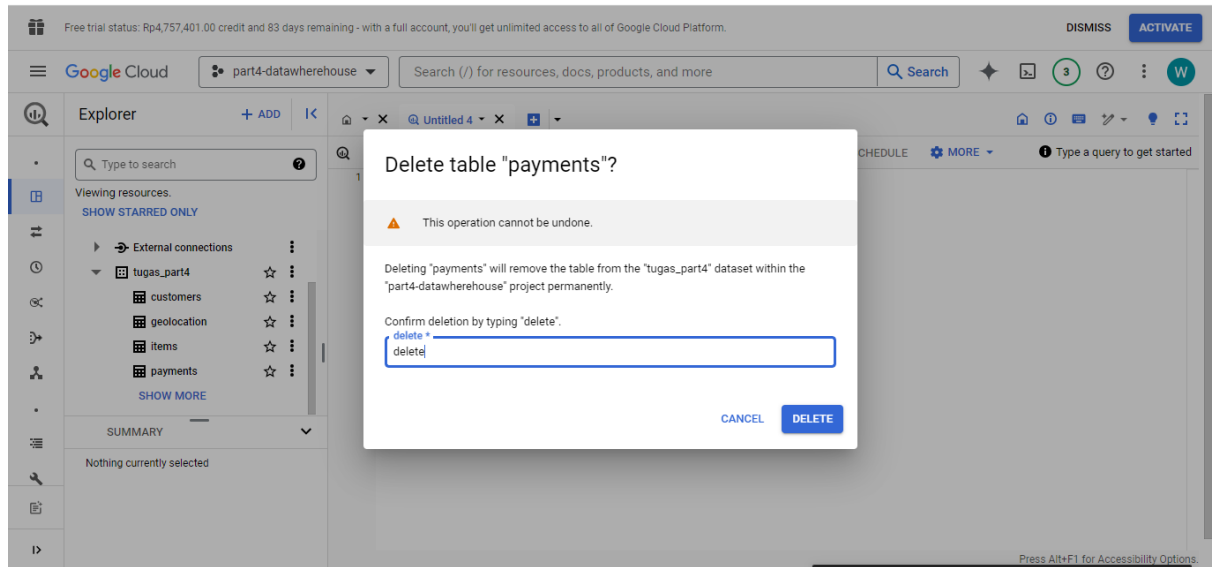 Free trial status: Rp4,757,401.00 credit and 83 days remaining - with a full account, you'll get unlimited access to all of Google Cloud Platform.
DISMISS
ACTIVATE
Google Cloud
part4-datawherehouse
Search (/) for resources, docs, products, and more
Search
3
W
Explorer
+ ADD
Untitled 4
Type to search
CHEDULE
MORE
Type a query to get started
1
Viewing resources.
SHOW STARRED ONLY
External connections
tugas_part4
customers
geolocation
items
payments
SHOW MORE
SUMMARY
Nothing currently selected
Delete table "payments"?
This operation cannot be undone.
Deleting "payments" will remove the table from the "tugas_part4" dataset within the
"part4-datawherehouse" project permanently.
Confirm deletion by typing "delete".
delete *
delete
CANCEL
DELETE
Press Alt+F1 for Accessibility Options.